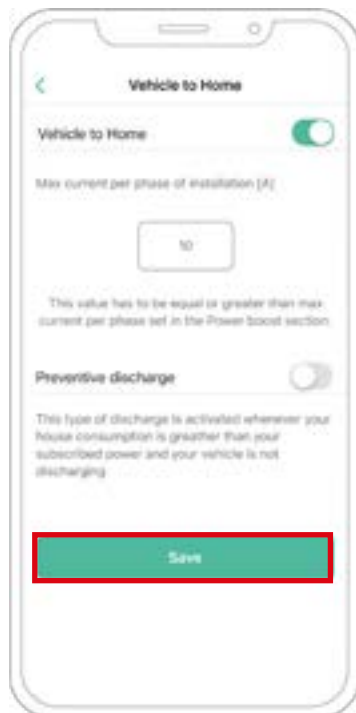 Vehicle to Home
Vehicle to Home
Max current per phase of installation [A]
10
This value has to be equal or greater than max
current per phase set in the Power boost section
Preventive discharge
This type of discharge is activated whenever your
house consumption is greather than your
subscribed power and your vehicle is not
discharging
Save